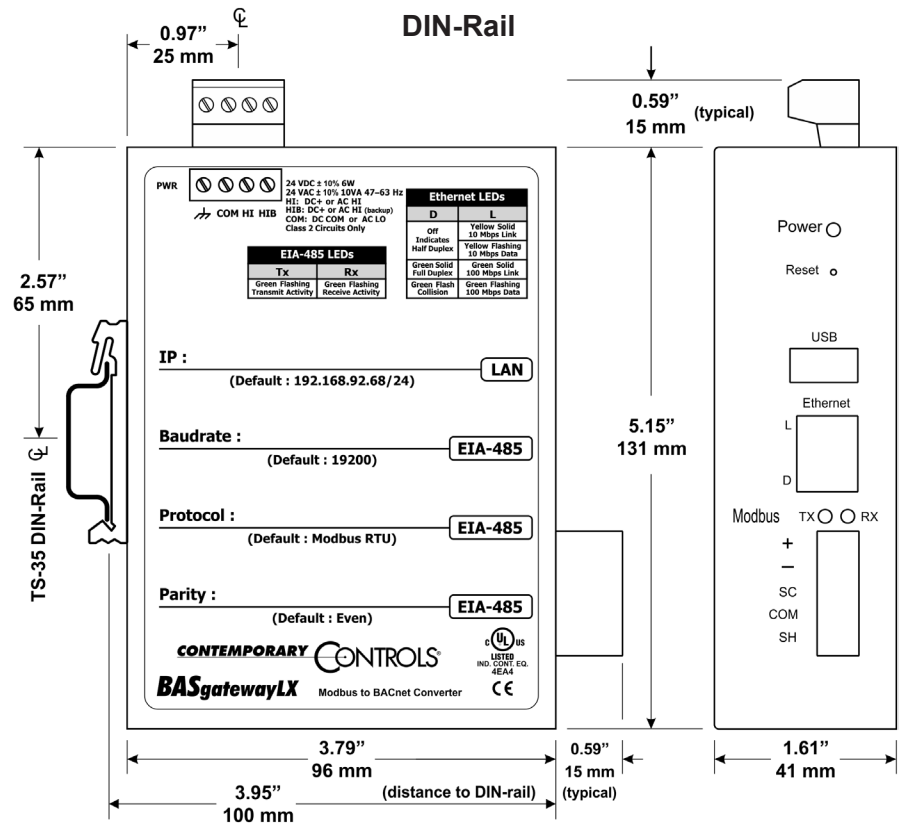 DIN-Rail
0.97”
25 mm
℄
0.59”
15 mm
(typical)
PWR
COM HI HIB
24 VDC ± 10% 6W
24 VAC ± 10% 10VA 47–63 Hz
HI: DC+ or AC HI
HIB: DC+ or AC HI (backup)
COM: DC COM or AC LO
Class 2 Circuits Only
Ethernet LEDs
D L
Off Indicates Half Duplex
Yellow Solid 10 Mbps Link
Yellow Flashing 10 Mbps Data
Green Solid Full Duplex
Green Solid 100 Mbps Link
Green Flash Collision
Green Flashing 100 Mbps Data
EIA-485 LEDs
Tx Rx
Green Flashing Transmit Activity
Green Flashing Receive Activity
2.57”
65 mm
TS-35 DIN-Rail ℄
IP :
LAN
(Default : 192.168.92.68/24)
Baudrate :
EIA-485
(Default : 19200)
Protocol :
EIA-485
(Default : Modbus RTU)
Parity :
EIA-485
(Default : Even)
CONTEMPORARY CONTROLS®
BASgatewayLX
Modbus to BACnet Converter
C UL US
LISTED
IND. CONT. EQ.
4EA4
CE
5.15”
131 mm
Power
Reset
USB
Ethernet
L
D
Modbus TX RX
+
–
SC
COM
SH
3.79”
96 mm
0.59”
15 mm
(typical)
3.95”
100 mm
(distance to DIN-rail)
1.61”
41 mm